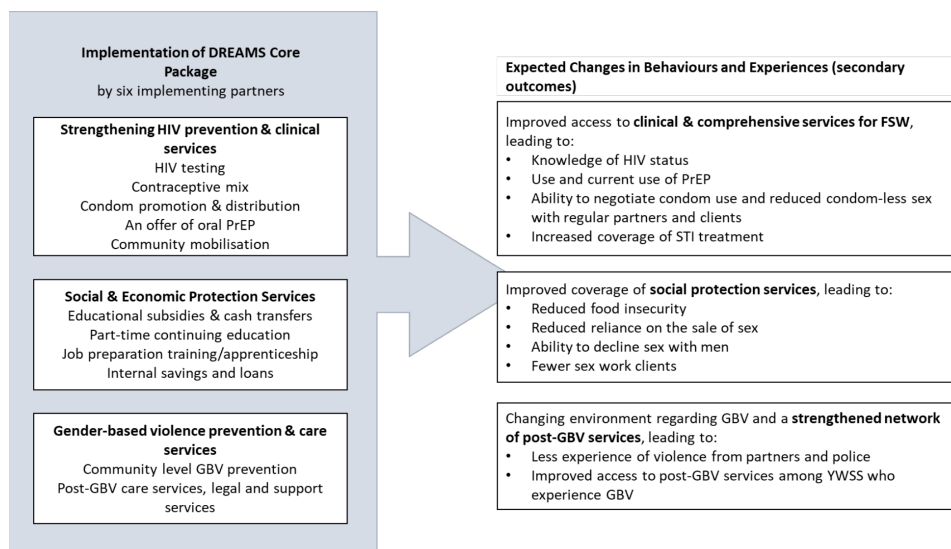 Implementation of DREAMS Core
Package
by six implementing partners
Strengthening HIV prevention & clinical
services
HIV testing
Contraceptive mix
Condom promotion & distribution
An offer of oral PrEP
Community mobilisation
Social & Economic Protection Services
Educational subsidies & cash transfers
Part-time continuing education
Job preparation training/apprenticeship
Internal savings and loans
Gender-based violence prevention & care
services
Community level GBV prevention
Post-GBV care services, legal and support
services
Expected Changes in Behaviours and Experiences (secondary
outcomes)
Improved access to clinical & comprehensive services for FSW,
leading to:
• Knowledge of HIV status
• Use and current use of PrEP
• Ability to negotiate condom use and reduced condom-less sex
with regular partners and clients
• Increased coverage of STI treatment
Improved coverage of social protection services, leading to:
• Reduced food insecurity
• Reduced reliance on the sale of sex
• Ability to decline sex with men
• Fewer sex work clients
Changing environment regarding GBV and a strengthened network
of post-GBV services, leading to:
• Less experience of violence from partners and police
• Improved access to post-GBV services among YWSS who
experience GBV